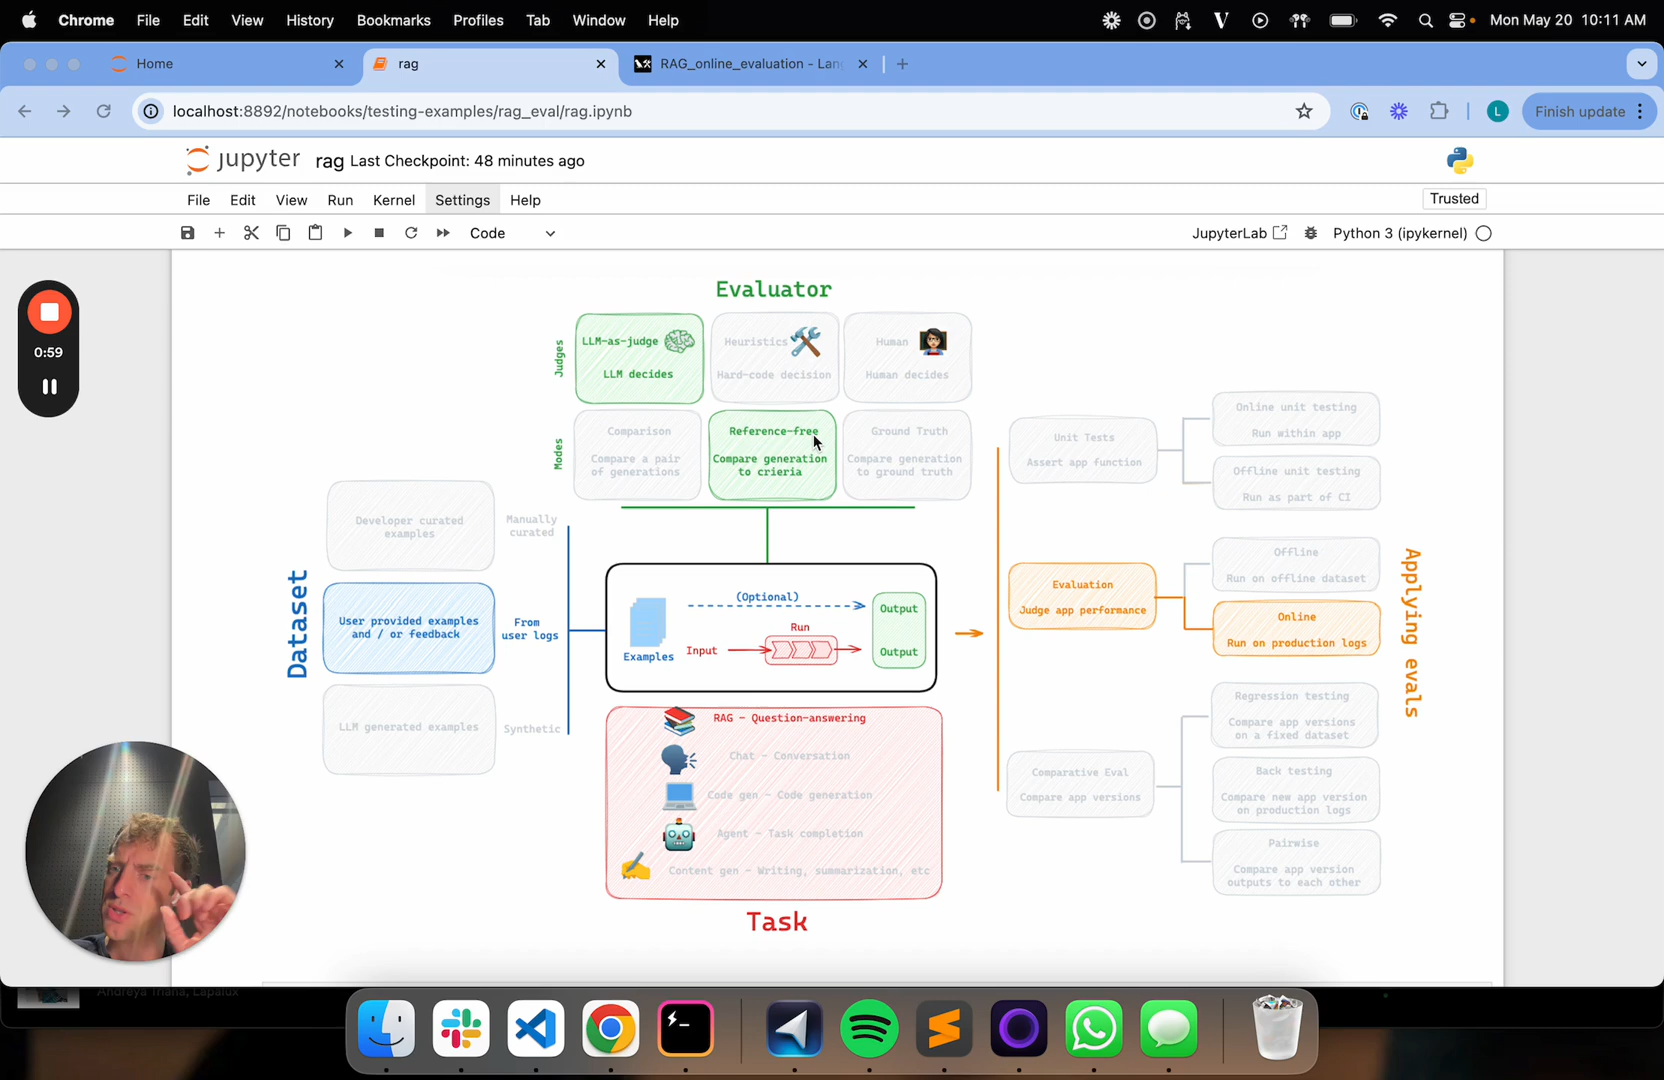 Chrome File Edit View History Bookmarks Profiles Tab Window Help
Mon May 20 10:11 AM
Home
rag
RAG_online_evaluation - Lan
localhost:8892/notebooks/testing-examples/rag_eval/rag.ipynb
L
Finish update
jupyter rag Last Checkpoint: 48 minutes ago
File Edit View Run Kernel Settings Help
Trusted
Code
JupyterLab
Python 3 (ipykernel)
0:59
Evaluator
Judges
LLM-as-judge
LLM decides
Heuristics
Hard-code decision
Human
Human decides
Modes
Comparison
Compare a pair
of generations
Reference-free
Compare generation
to crieria
Ground Truth
Compare generation
to ground truth
Dataset
Developer curated
examples
Manually
curated
User provided examples
and / or feedback
From
user logs
LLM generated examples
Synthetic
Examples
(Optional)
Input
Run
Output
Output
RAG - Question-answering
Chat - Conversation
Code gen - Code generation
Agent - Task completion
Content gen - Writing, summarization, etc
Task
Unit Tests
Assert app function
Online unit testing
Run within app
Offline unit testing
Run as part of CI
Evaluation
Judge app performance
Offline
Run on offline dataset
Online
Run on production logs
Comparative Eval
Compare app versions
Regression testing
Compare app versions
on a fixed dataset
Back testing
Compare new app version
on production logs
Pairwise
Compare app version
outputs to each other
Applying evals
Andreya Triana, Lapalux